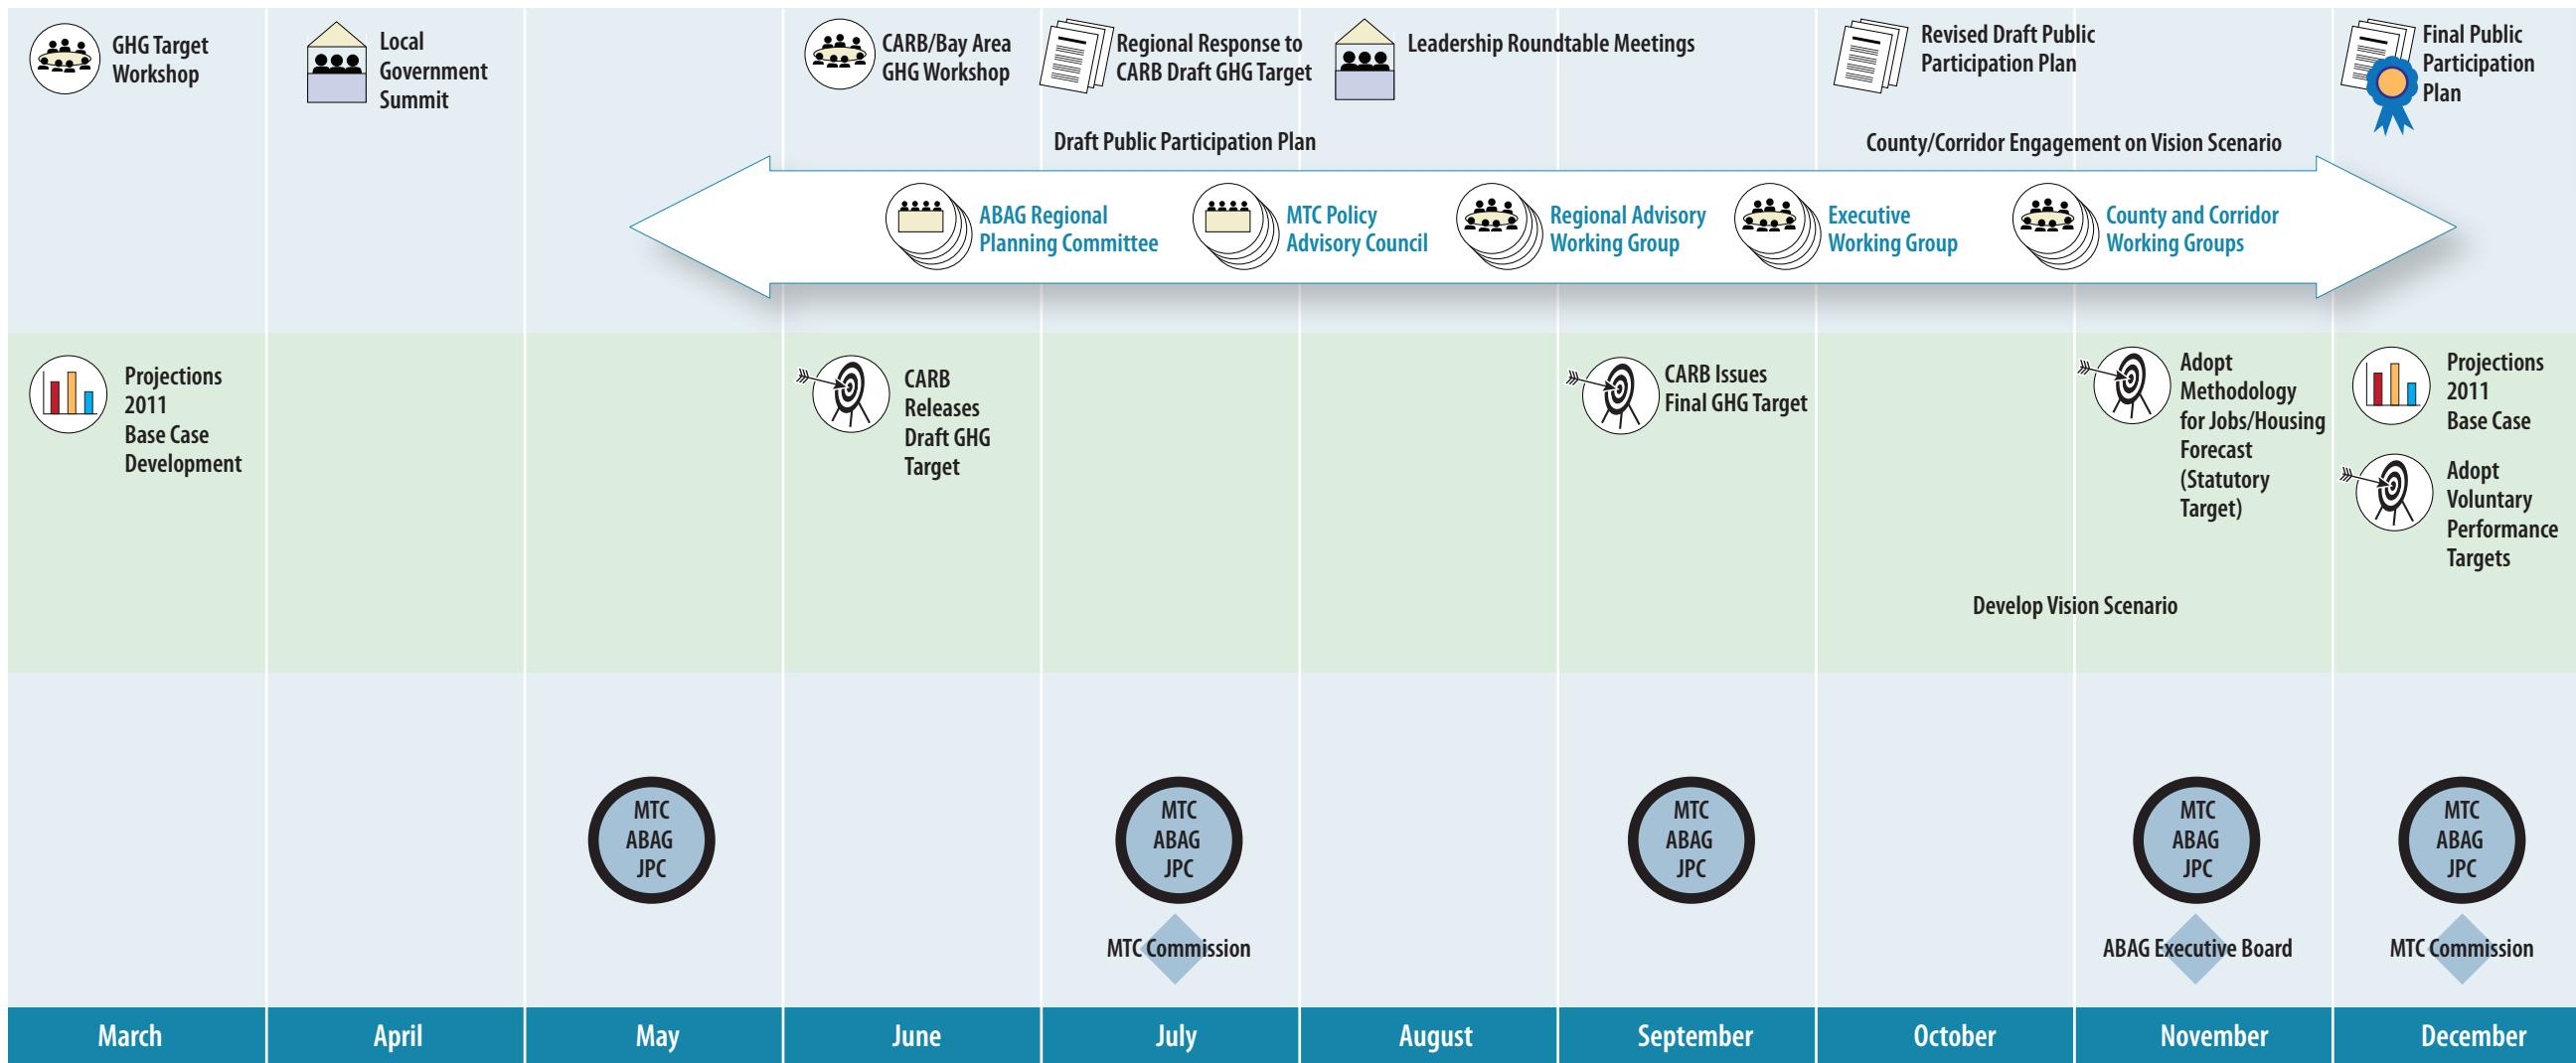 GHG Target
Workshop
Local
Government
Summit
CARB/Bay Area
GHG Workshop
Regional Response to
CARB Draft GHG Target
Leadership Roundtable Meetings
Revised Draft Public
Participation Plan
Final Public
Participation
Plan
Draft Public Participation Plan
County/Corridor Engagement on Vision Scenario
ABAG Regional
Planning Committee
MTC Policy
Advisory Council
Regional Advisory
Working Group
Executive
Working Group
County and Corridor
Working Groups
Projections
2011
Base Case
Development
CARB
Releases
Draft GHG
Target
CARB Issues
Final GHG Target
Adopt
Methodology
for Jobs/Housing
Forecast
(Statutory
Target)
Projections
2011
Base Case
Adopt
Voluntary
Performance
Targets
Develop Vision Scenario
MTC
ABAG
JPC
MTC
ABAG
JPC
MTC
ABAG
JPC
MTC
ABAG
JPC
MTC
ABAG
JPC
MTC Commission
ABAG Executive Board
MTC Commission
March
April
May
June
July
August
September
October
November
December